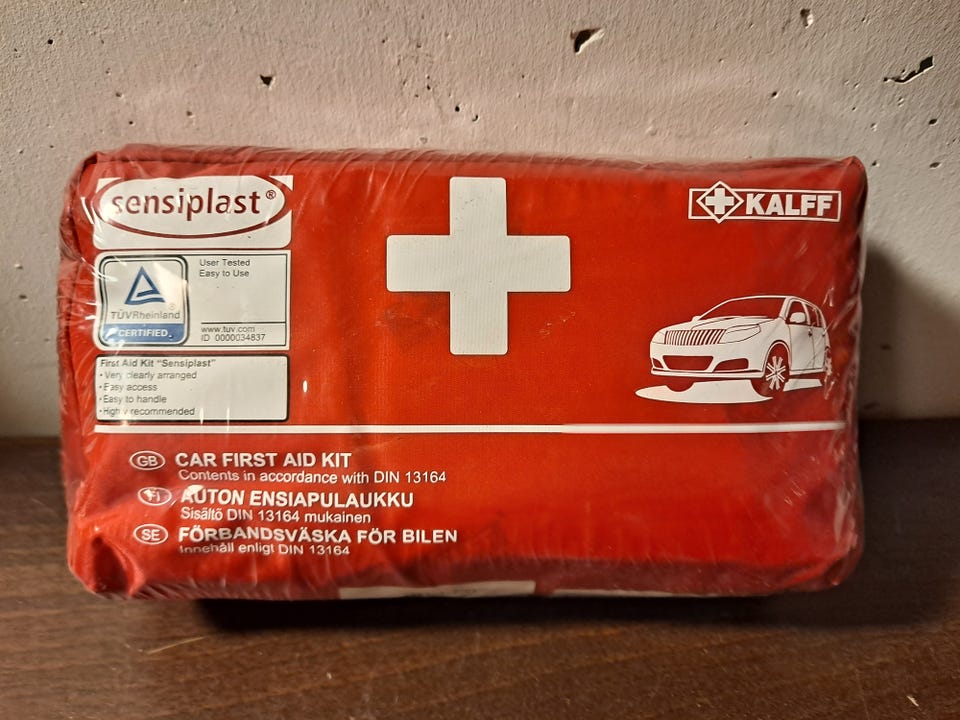 sensiplast®
KALFF
User Tested
Easy to Use
TÜVRheinland®
CERTIFIED
www.tuv.com
ID 0000034837
First Aid Kit "Sensiplast"
• Very clearly arranged
• Easy access
• Easy to handle
• Highly recommended
GB CAR FIRST AID KIT
Contents in accordance with DIN 13164
FI AUTON ENSIAPULAUKKU
Sisältö DIN 13164 mukainen
SE FÖRBANDSVÄSKA FÖR BILEN
Innehåll enligt DIN 13164